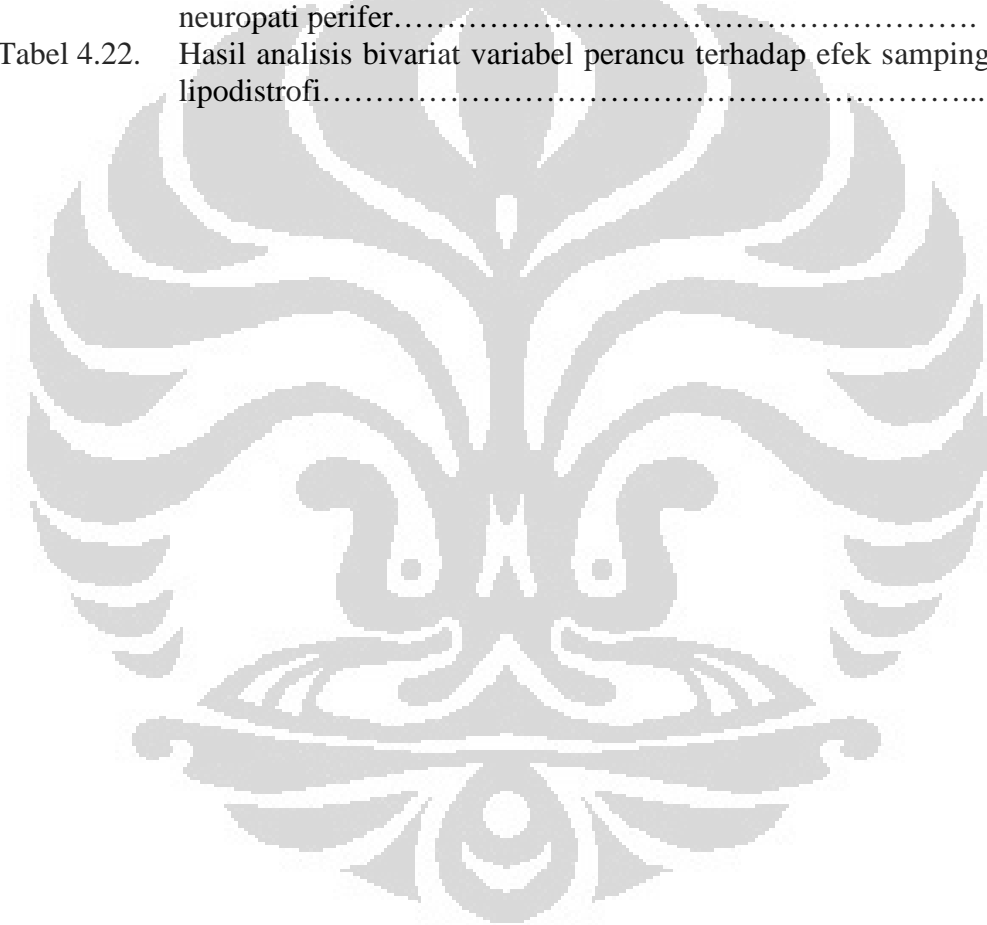 neuropati perifer……………………………………………….
Tabel 4.22. Hasil analisis bivariat variabel perancu terhadap efek samping
lipodistrofi……………………………………………………...